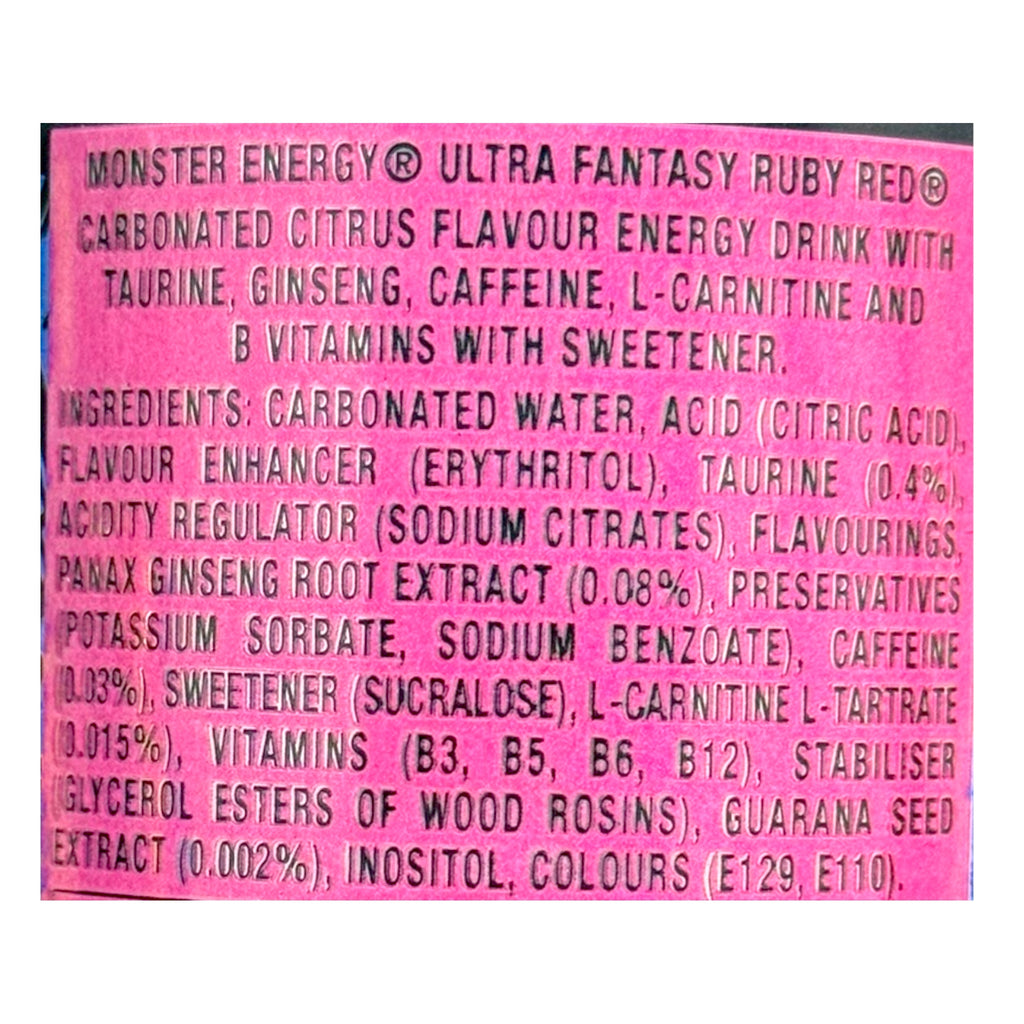 MONSTER ENERGY® ULTRA FANTASY RUBY RED®
CARBONATED CITRUS FLAVOUR ENERGY DRINK WITH
TAURINE, GINSENG, CAFFEINE, L-CARNITINE AND
B VITAMINS WITH SWEETENER.
INGREDIENTS: CARBONATED WATER, ACID (CITRIC ACID),
FLAVOUR ENHANCER (ERYTHRITOL), TAURINE (0.4%),
ACIDITY REGULATOR (SODIUM CITRATES), FLAVOURINGS,
PANAX GINSENG ROOT EXTRACT (0.08%), PRESERVATIVES
(POTASSIUM SORBATE, SODIUM BENZOATE), CAFFEINE
(0.03%), SWEETENER (SUCRALOSE), L-CARNITINE L-TARTRATE
(0.015%), VITAMINS (B3, B5, B6, B12), STABILISER
(GLYCEROL ESTERS OF WOOD ROSINS), GUARANA SEED
EXTRACT (0.002%), INOSITOL, COLOURS (E129, E110).